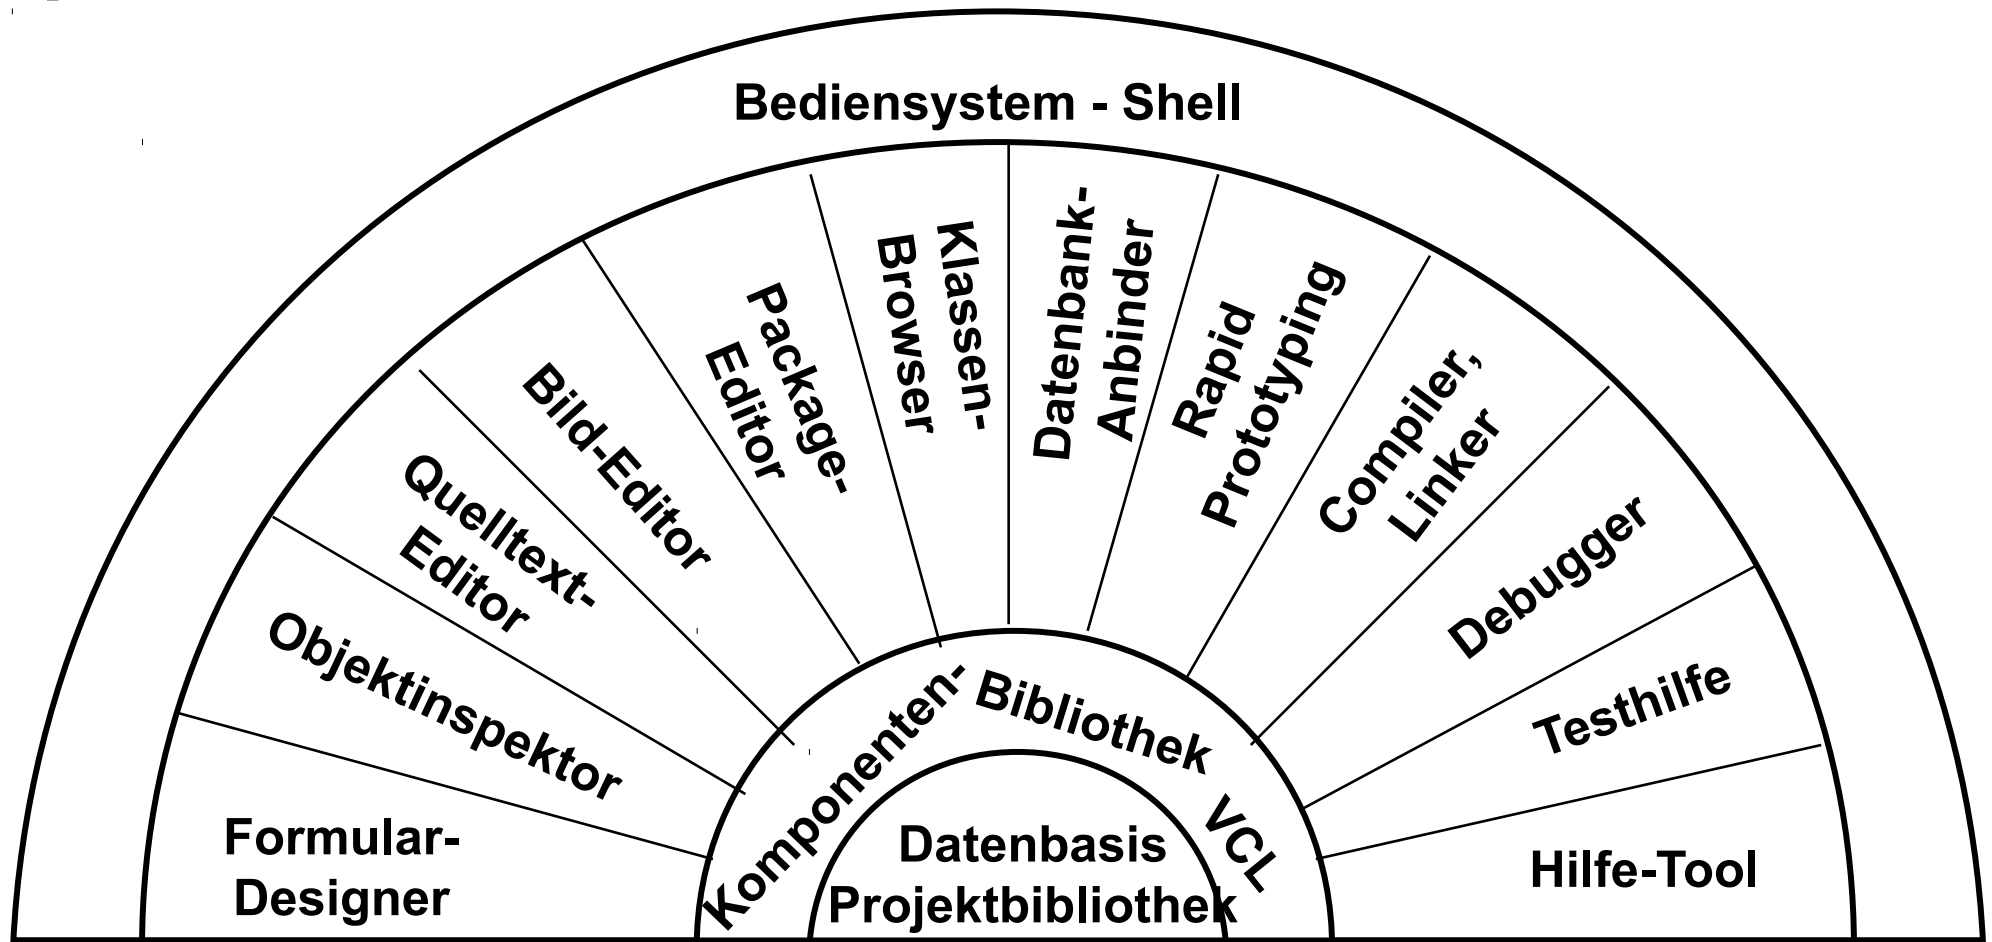 Bediensystem - Shell
Formular-
Designer
Objektinspektor
Quelltext-
Editor
Bild-Editor
Package-
Editor
Klassen-
Browser
Datenbank-
Anbinder
Rapid
Prototyping
Compiler,
Linker
Debugger
Testhilfe
Hilfe-Tool
Komponenten-
Bibliothek
VCL
Datenbasis
Projektbibliothek